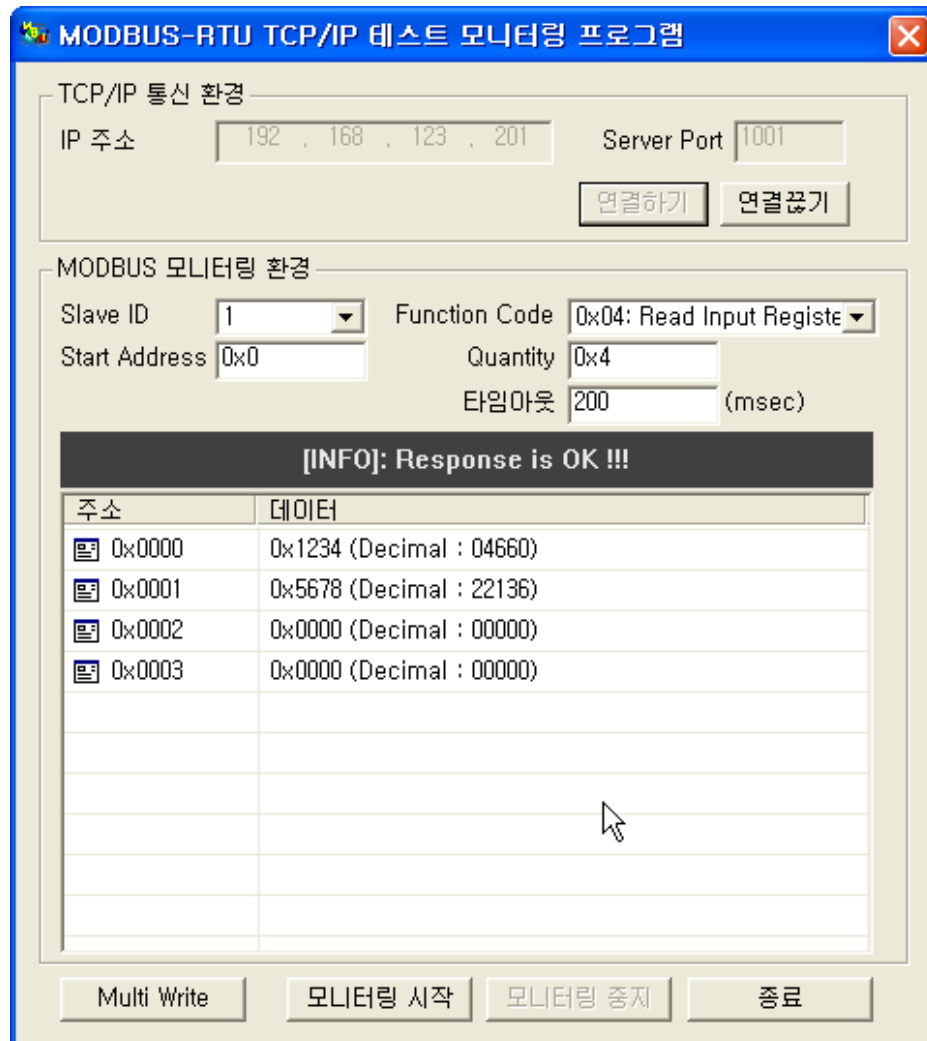 MODBUS-RTU TCP/IP 테스트 모니터링 프로그램
TCP/IP 통신 환경
IP 주소 192 . 168 . 123 . 201 Server Port 1001
연결하기 연결끊기
MODBUS 모니터링 환경
Slave ID 1 Function Code 0x04: Read Input Registe
Start Address 0x0 Quantity 0x4
타임아웃 200 (msec)
[INFO]: Response is OK !!!
주소 데이터
0x0000 0x1234 (Decimal : 04660)
0x0001 0x5678 (Decimal : 22136)
0x0002 0x0000 (Decimal : 00000)
0x0003 0x0000 (Decimal : 00000)
Multi Write 모니터링 시작 모니터링 중지 종료